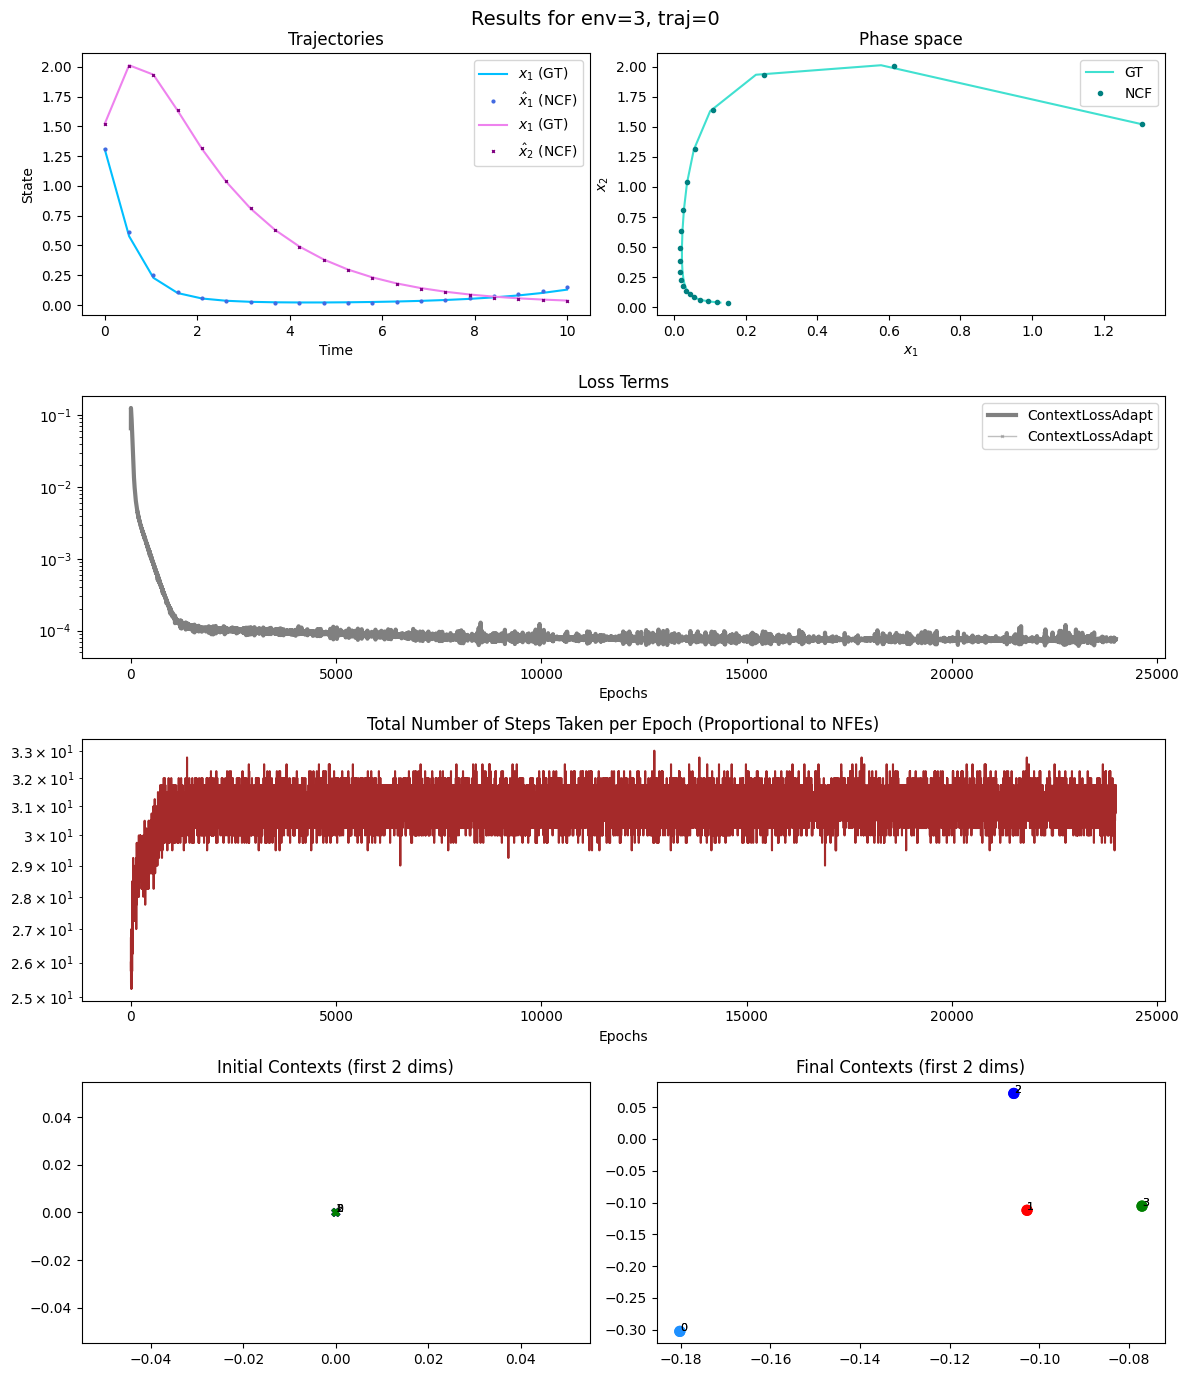 Results for env=3, traj=0
Trajectories
State
2.00
1.75
1.50
1.25
1.00
0.75
0.50
0.25
0.00
x₁ (GT)
x̂₁ (NCF)
x₁ (GT)
x̂₂ (NCF)
0 2 4 6 8 10
Time
Phase space
x₂
2.00
1.75
1.50
1.25
1.00
0.75
0.50
0.25
0.00
GT
NCF
0.0 0.2 0.4 0.6 0.8 1.0 1.2
x₁
Loss Terms
10⁻¹
10⁻²
10⁻³
10⁻⁴
ContextLossAdapt
ContextLossAdapt
0 5000 10000 15000 20000 25000
Epochs
Total Number of Steps Taken per Epoch (Proportional to NFEs)
3.3 × 10¹
3.2 × 10¹
3.1 × 10¹
3 × 10¹
2.9 × 10¹
2.8 × 10¹
2.7 × 10¹
2.6 × 10¹
2.5 × 10¹
0 5000 10000 15000 20000 25000
Epochs
Initial Contexts (first 2 dims)
0.04
0.02
0.00
−0.02
−0.04
−0.04 −0.02 0.00 0.02 0.04
Final Contexts (first 2 dims)
0.05
0.00
−0.05
−0.10
−0.15
−0.20
−0.25
−0.30
2
1
3
0
−0.18 −0.16 −0.14 −0.12 −0.10 −0.08